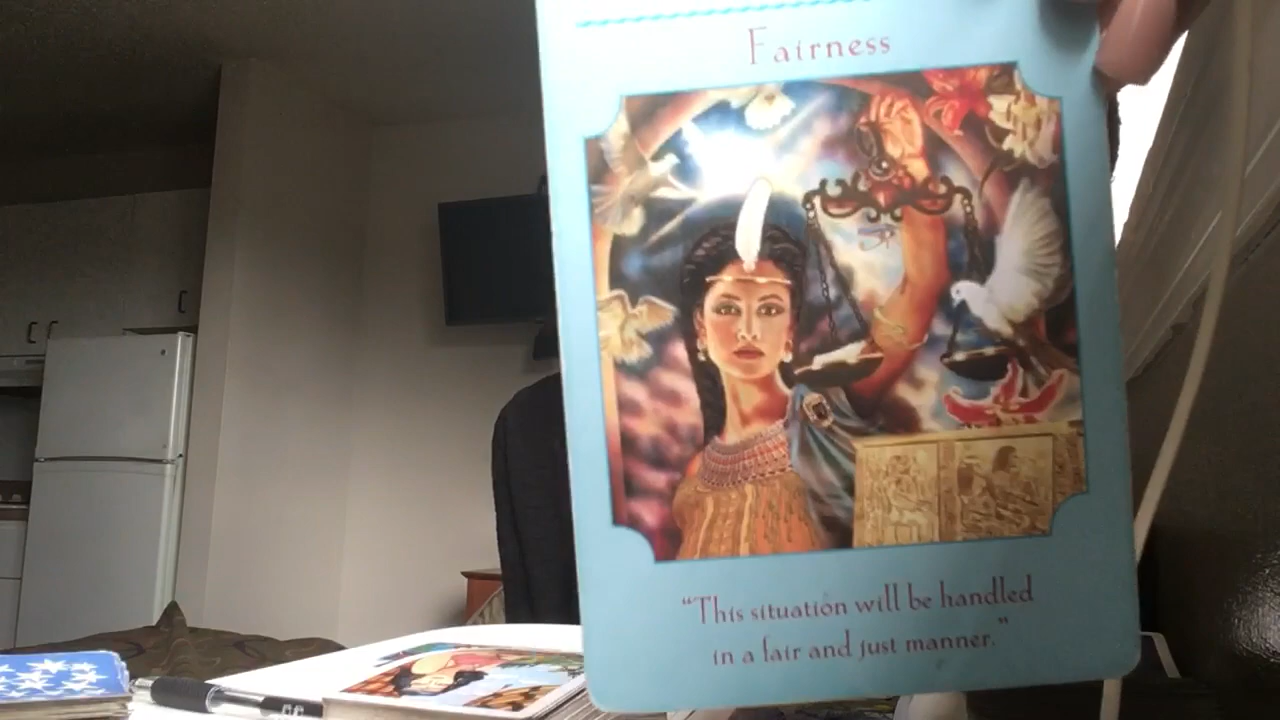 Fairness
"This situation will be handled
in a fair and just manner."